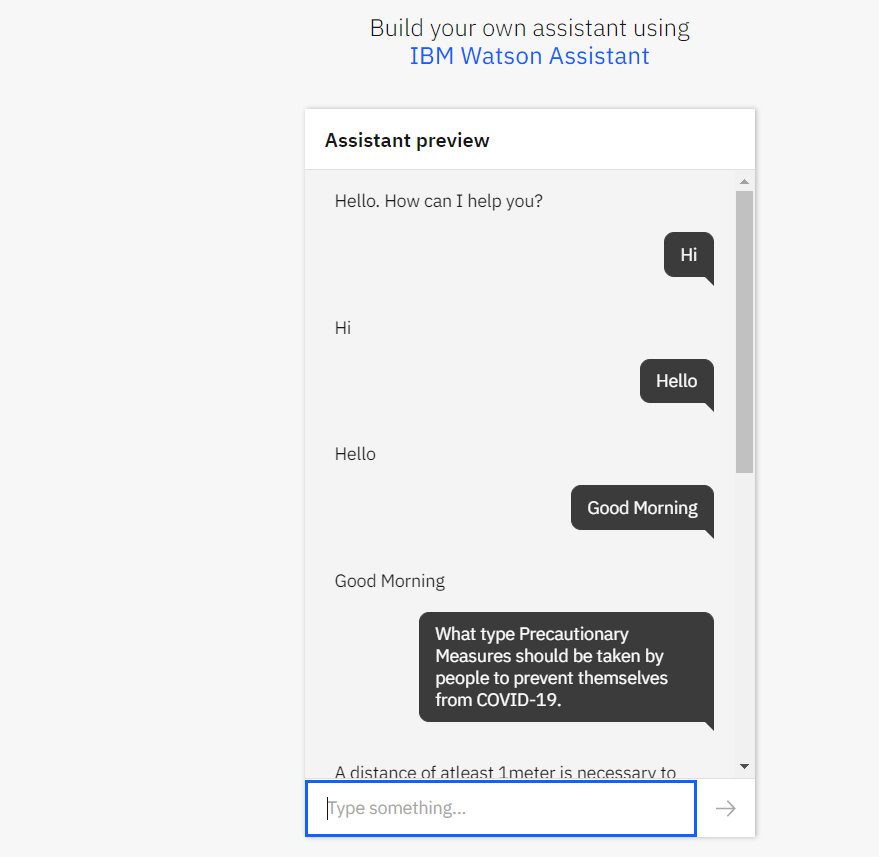 Build your own assistant using
IBM Watson Assistant
Assistant preview
Hello. How can I help you?
Hi
Hi
Hello
Hello
Good Morning
Good Morning
What type Precautionary
Measures should be taken by
people to prevent themselves
from COVID-19.
A distance of atleast 1meter is necessary to
Type something...